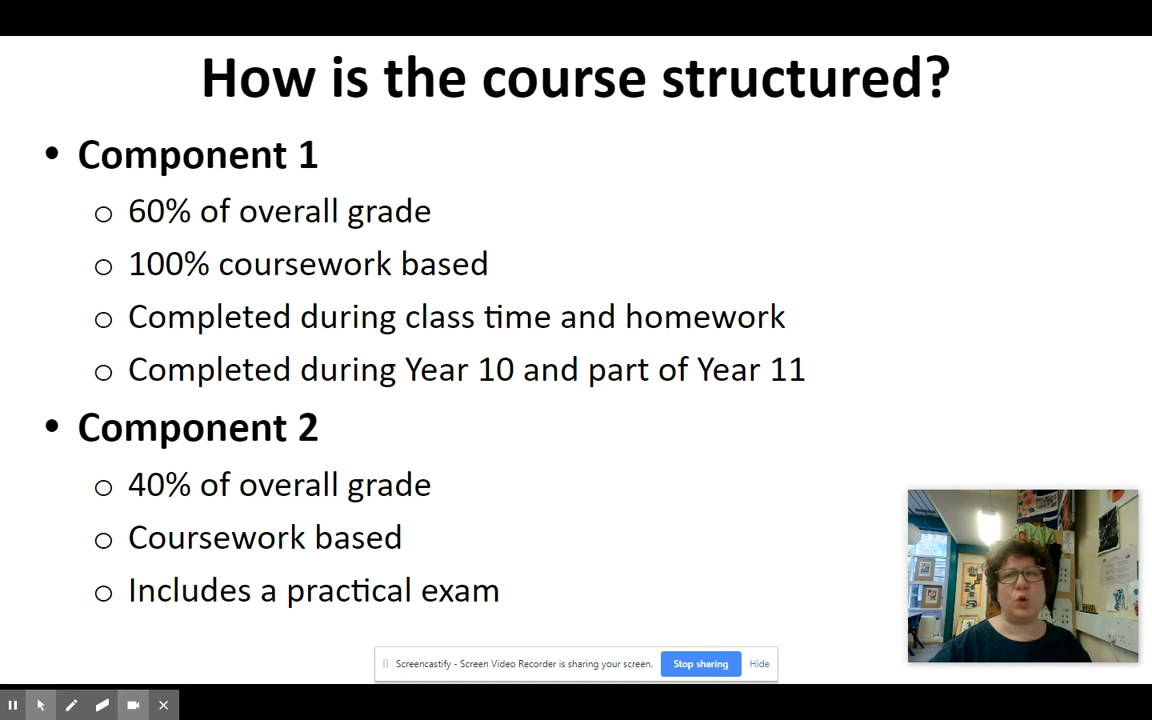 How is the course structured?
• Component 1
o 60% of overall grade
o 100% coursework based
o Completed during class time and homework
o Completed during Year 10 and part of Year 11
• Component 2
o 40% of overall grade
o Coursework based
o Includes a practical exam
Screencastify - Screen Video Recorder is sharing your screen. Stop sharing Hide